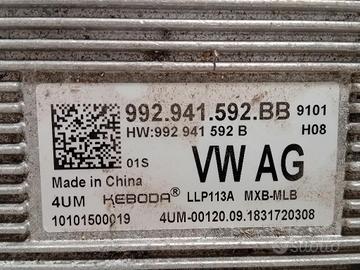 992.941.592.BB 9101
HW:992 941 592 B H08
01S
VW AG
Made in China
4UM KEBODA® LLP113A MXB-MLB
10101500019 4UM-00120.09.1831720308
subito